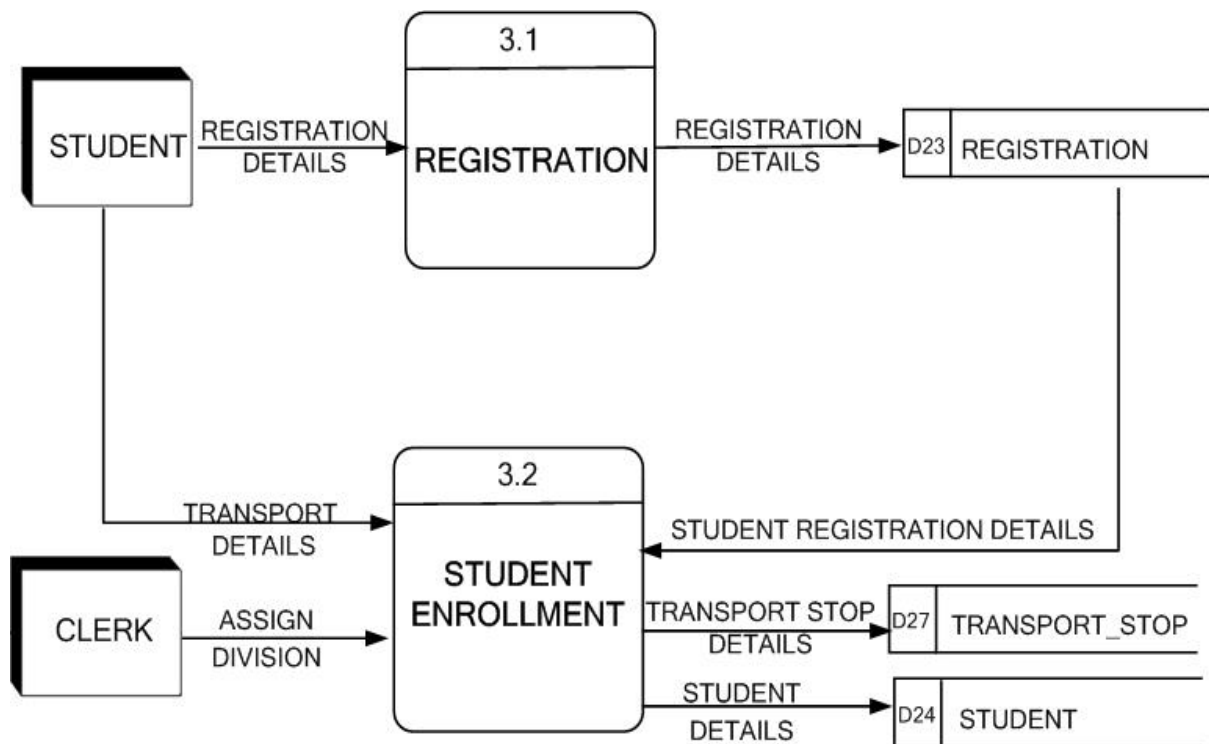 3.1
STUDENT
REGISTRATION
DETAILS
REGISTRATION
REGISTRATION
DETAILS
D23
REGISTRATION
3.2
TRANSPORT
DETAILS
STUDENT REGISTRATION DETAILS
CLERK
ASSIGN
DIVISION
STUDENT
ENROLLMENT
TRANSPORT STOP
DETAILS
D27
TRANSPORT_STOP
STUDENT
DETAILS
D24
STUDENT